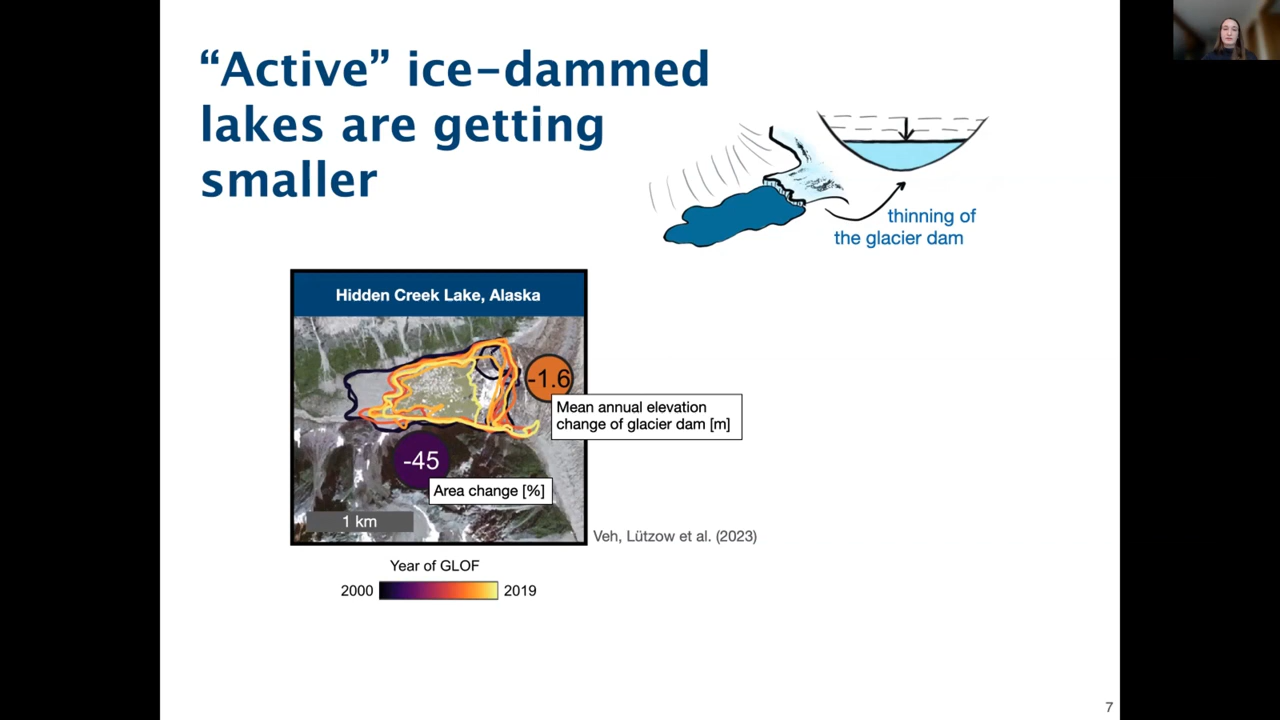 “Active” ice-dammed
lakes are getting
smaller
thinning of
the glacier dam
Hidden Creek Lake, Alaska
-1.6
Mean annual elevation
change of glacier dam [m]
-45
Area change [%]
1 km
Veh, Lützow et al. (2023)
Year of GLOF
2000 2019
7